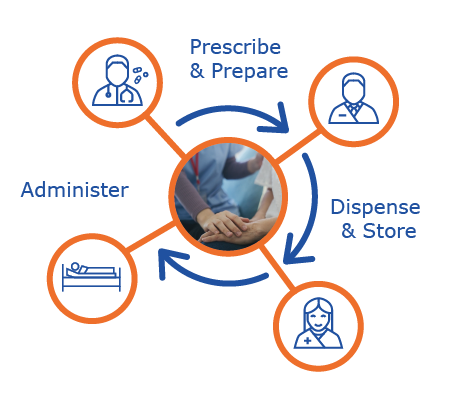 Prescribe
& Prepare
Administer
Dispense
& Store